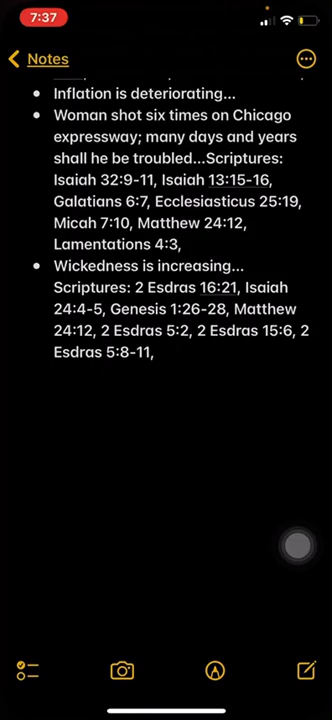 7:37
Notes
Inflation is deteriorating...
Woman shot six times on Chicago
expressway; many days and years
shall he be troubled...Scriptures:
Isaiah 32:9-11, Isaiah 13:15-16,
Galatians 6:7, Ecclesiasticus 25:19,
Micah 7:10, Matthew 24:12,
Lamentations 4:3,
Wickedness is increasing...
Scriptures: 2 Esdras 16:21, Isaiah
24:4-5, Genesis 1:26-28, Matthew
24:12, 2 Esdras 5:2, 2 Esdras 15:6, 2
Esdras 5:8-11,